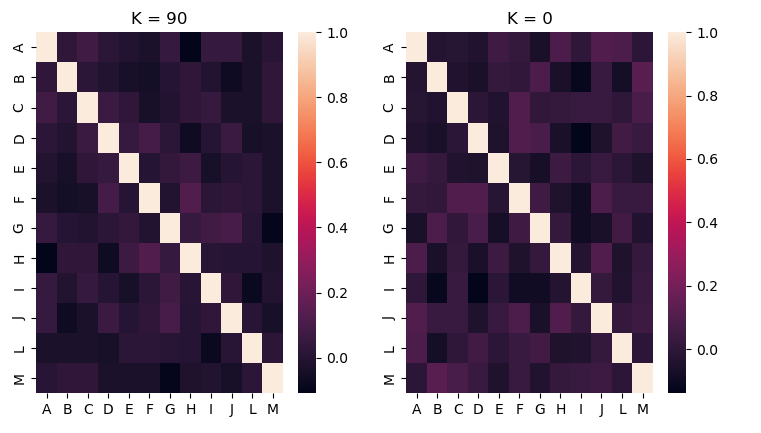 K = 90
K = 0
A
B
C
D
E
F
G
H
I
J
L
M
A B C D E F G H I J L M
1.0
0.8
0.6
0.4
0.2
0.0
A
B
C
D
E
F
G
H
I
J
L
M
A B C D E F G H I J L M
1.0
0.8
0.6
0.4
0.2
0.0